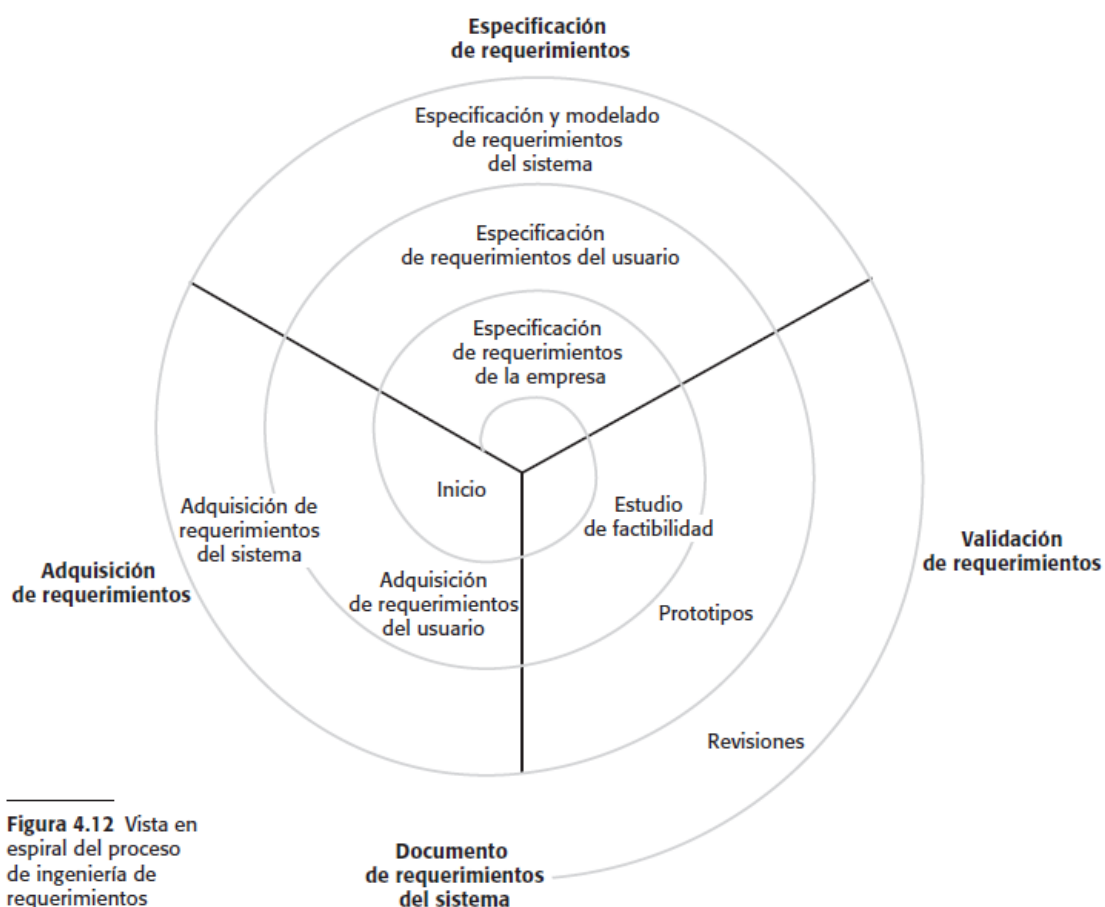 Especificación
de requerimientos
Especificación y modelado
de requerimientos
del sistema
Especificación
de requerimientos del usuario
Especificación
de requerimientos
de la empresa
Inicio
Estudio
de factibilidad
Adquisición de
requerimientos
del sistema
Adquisición
de requerimientos
Validación
de requerimientos
Adquisición
de requerimientos
del usuario
Prototipos
Revisiones
Figura 4.12 Vista en
espiral del proceso
de ingeniería de
requerimientos
Documento
de requerimientos
del sistema